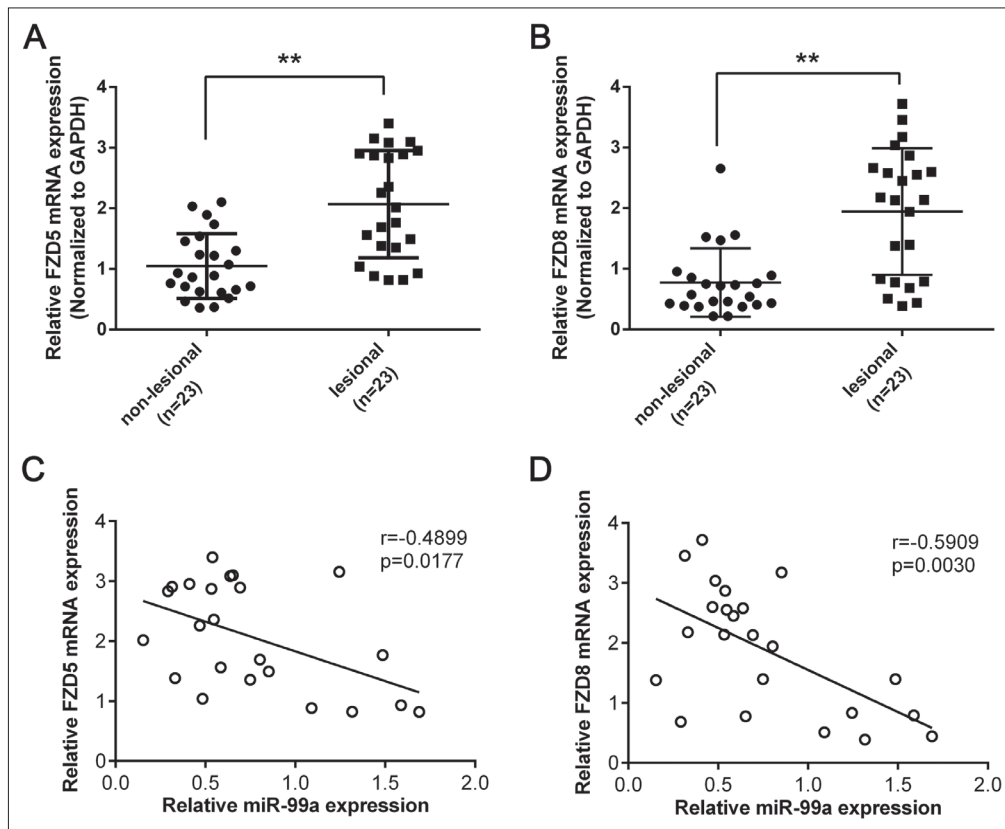 A
**
Relative FZD5 mRNA expression
(Normalized to GAPDH)
4
3
2
1
0
non-lesional
(n=23)
lesional
(n=23)
B
**
Relative FZD8 mRNA expression
(Normalized to GAPDH)
4
3
2
1
0
non-lesional
(n=23)
lesional
(n=23)
C
Relative FZD5 mRNA expression
4
3
2
1
0
r=-0.4899
p=0.0177
0.0 0.5 1.0 1.5 2.0
Relative miR-99a expression
D
Relative FZD8 mRNA expression
4
3
2
1
0
r=-0.5909
p=0.0030
0.0 0.5 1.0 1.5 2.0
Relative miR-99a expression